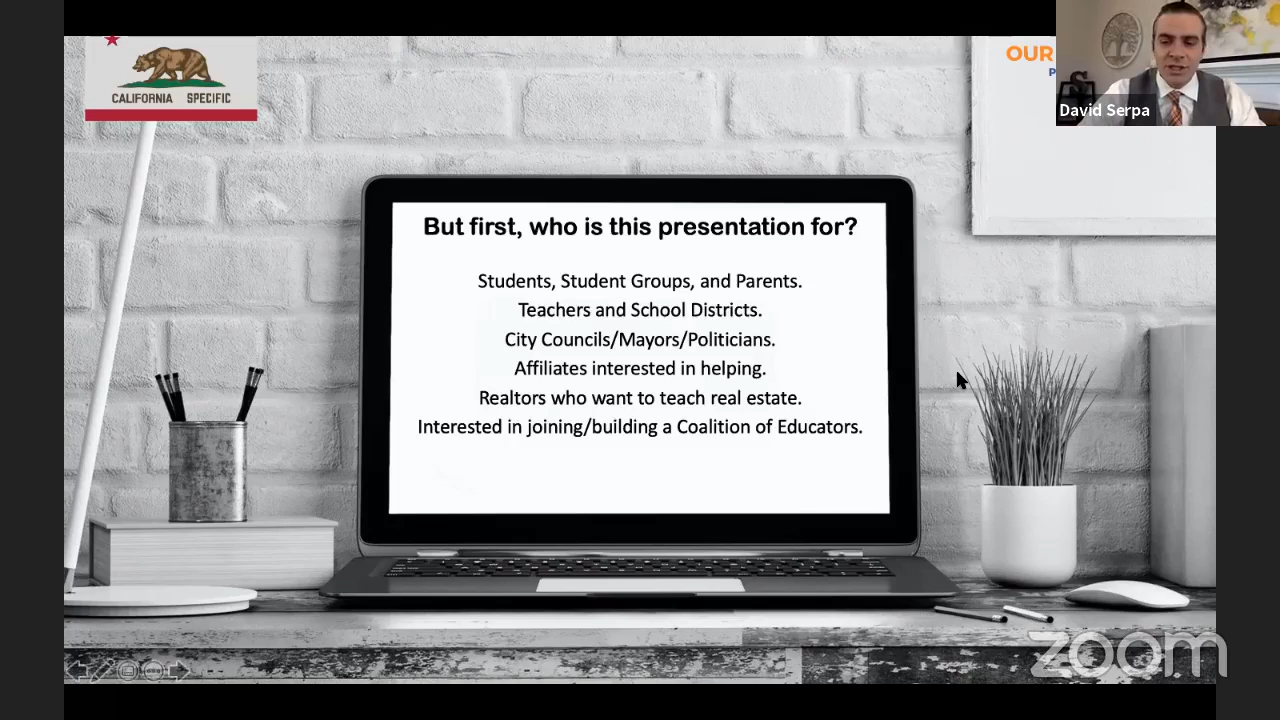 CALIFORNIA SPECIFIC
OUR
P
David Serpa
But first, who is this presentation for?
Students, Student Groups, and Parents.
Teachers and School Districts.
City Councils/Mayors/Politicians.
Affiliates interested in helping.
Realtors who want to teach real estate.
Interested in joining/building a Coalition of Educators.
zoom